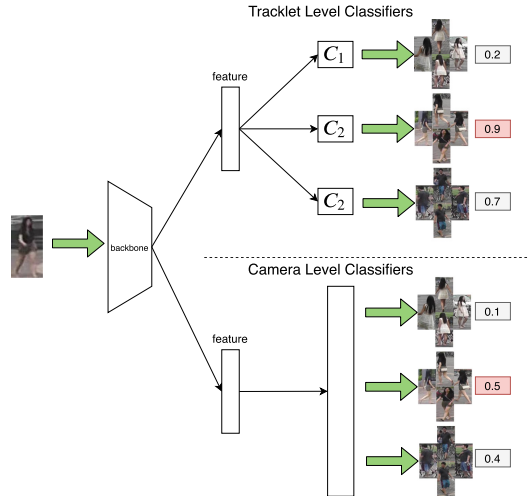 Tracklet Level Classifiers
C1
0.2
feature
C2
0.9
C2
0.7
backbone
Camera Level Classifiers
0.1
feature
0.5
0.4